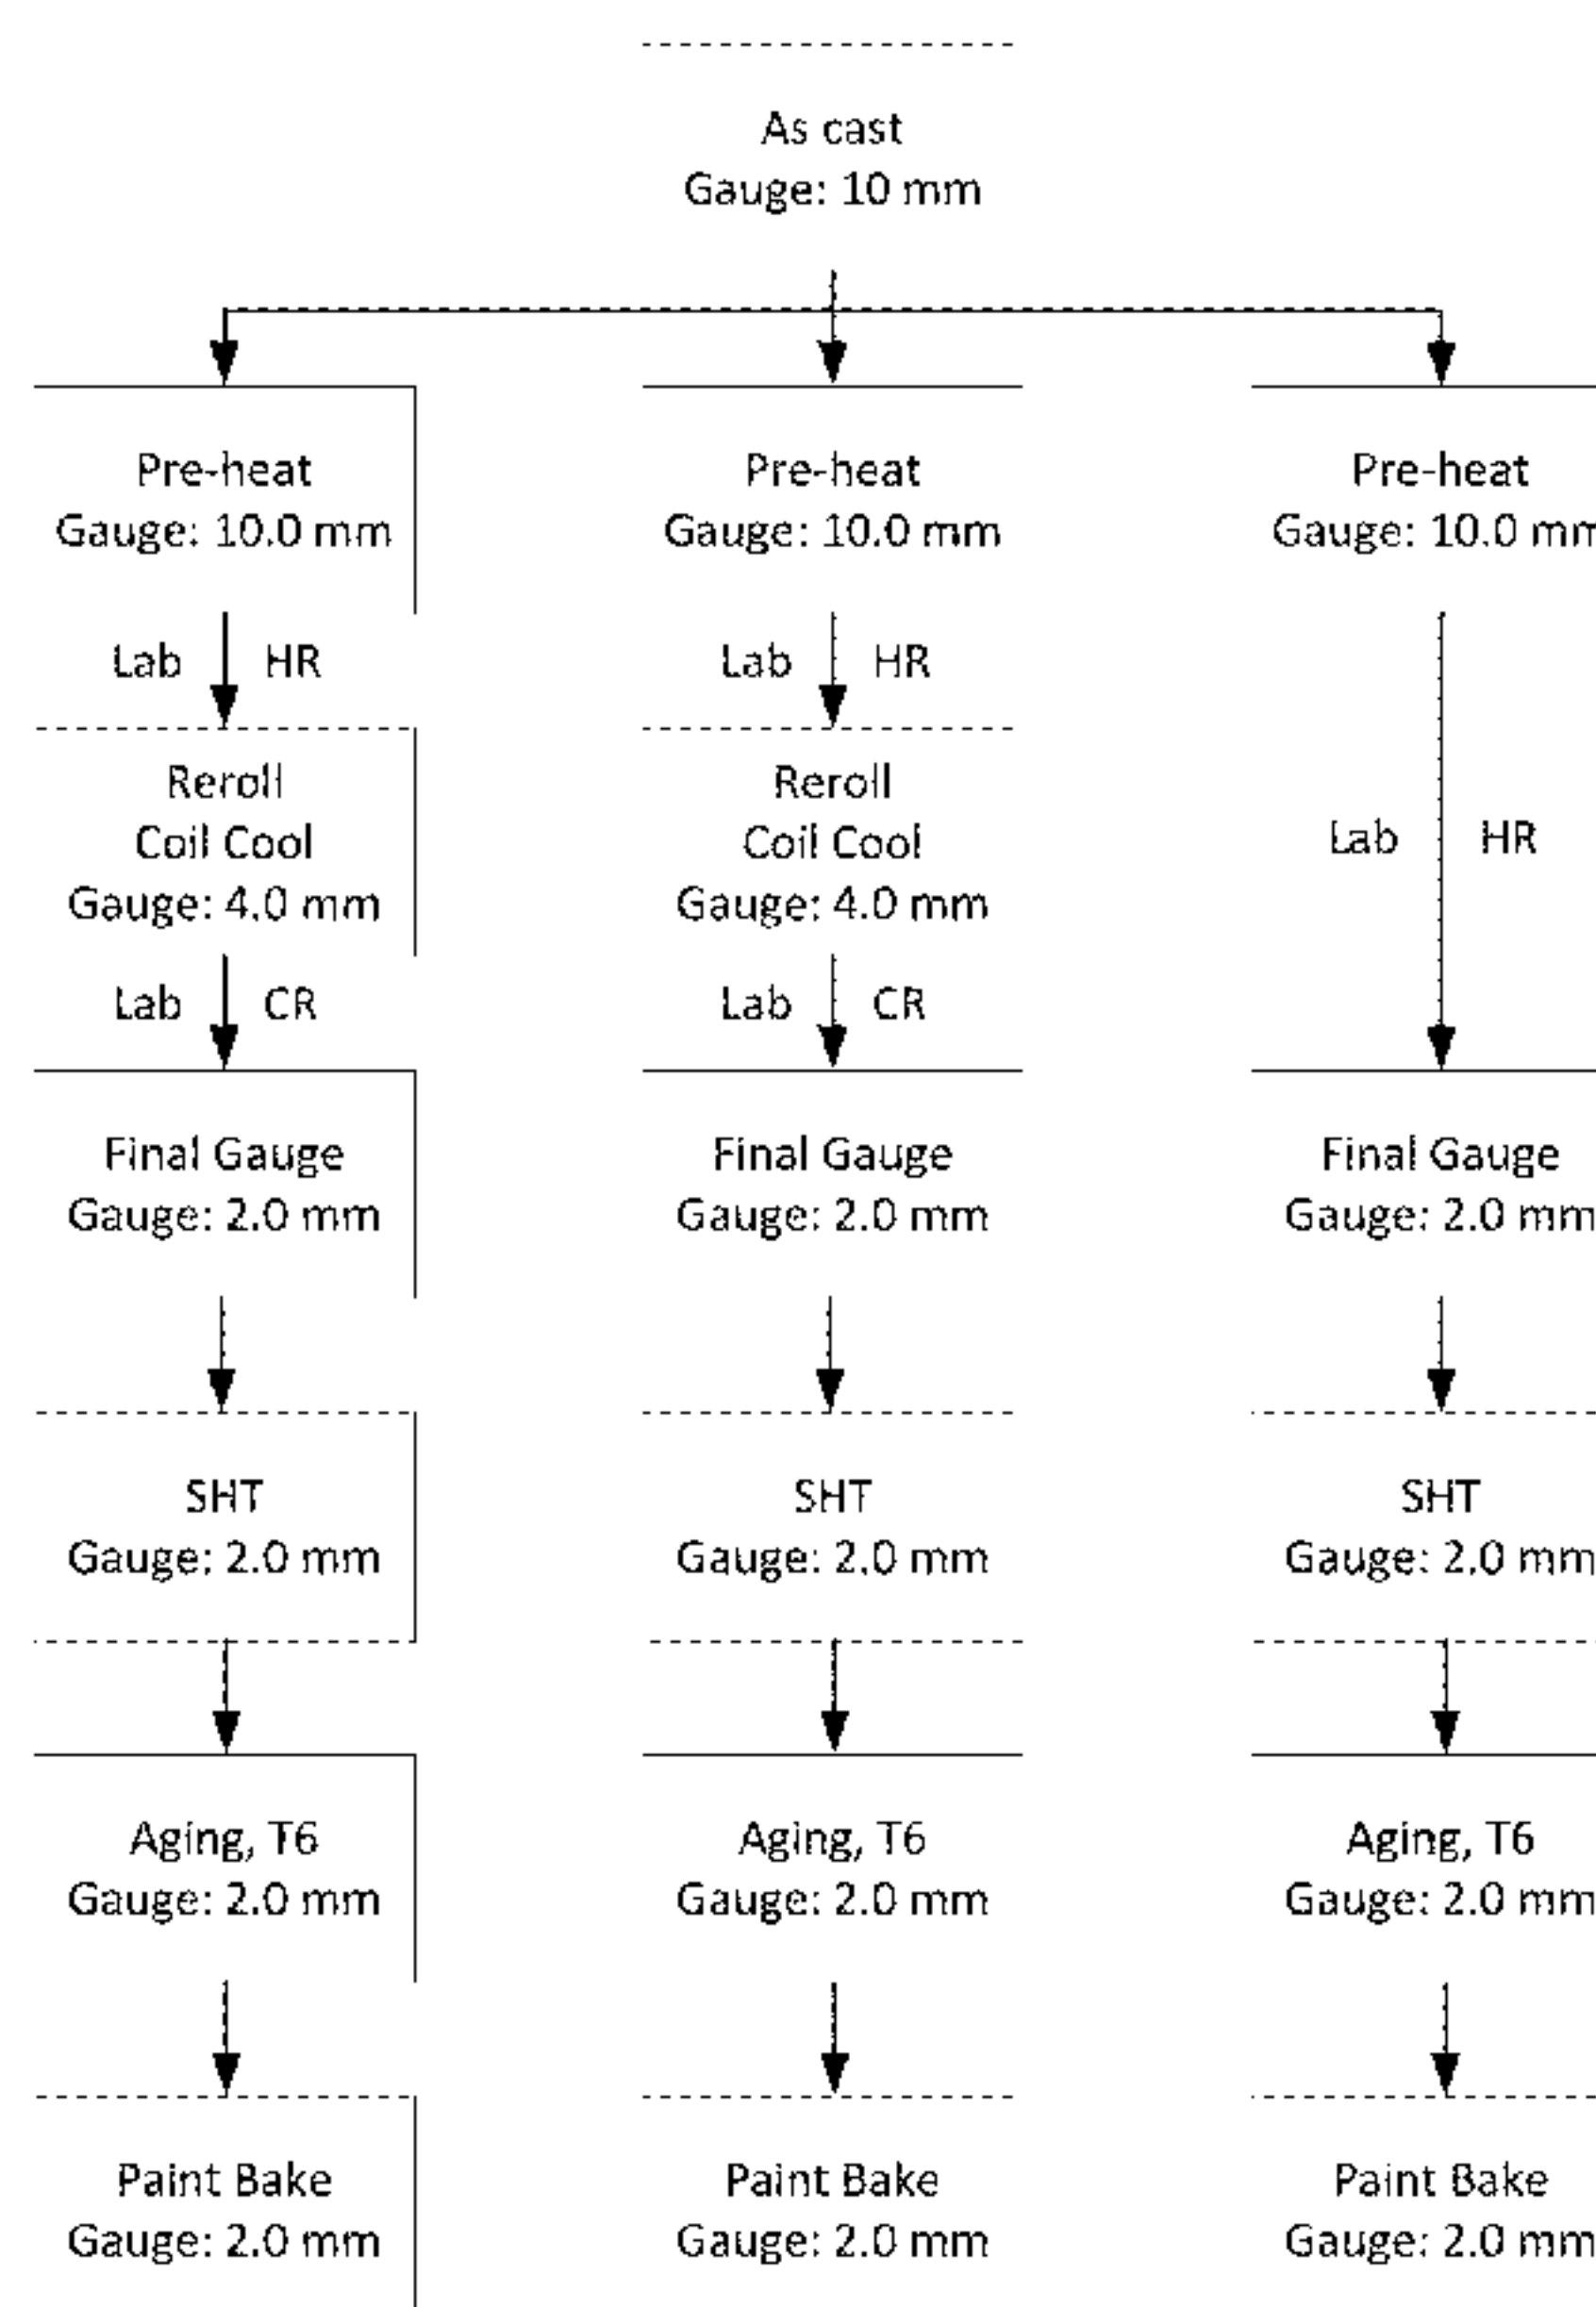 As cast
Gauge: 10 mm
Pre-heat
Gauge: 10.0 mm
Pre-heat
Gauge: 10.0 mm
Pre-heat
Gauge: 10.0 mm
Lab HR
Lab HR
Reroll
Coil Cool
Gauge: 4.0 mm
Reroll
Coil Cool
Gauge: 4.0 mm
Lab HR
Lab CR
Lab CR
Final Gauge
Gauge: 2.0 mm
Final Gauge
Gauge: 2.0 mm
Final Gauge
Gauge: 2.0 mm
SHT
Gauge: 2.0 mm
SHT
Gauge: 2.0 mm
SHT
Gauge: 2.0 mm
Aging, T6
Gauge: 2.0 mm
Aging, T6
Gauge: 2.0 mm
Aging, T6
Gauge: 2.0 mm
Paint Bake
Gauge: 2.0 mm
Paint Bake
Gauge: 2.0 mm
Paint Bake
Gauge: 2.0 mm